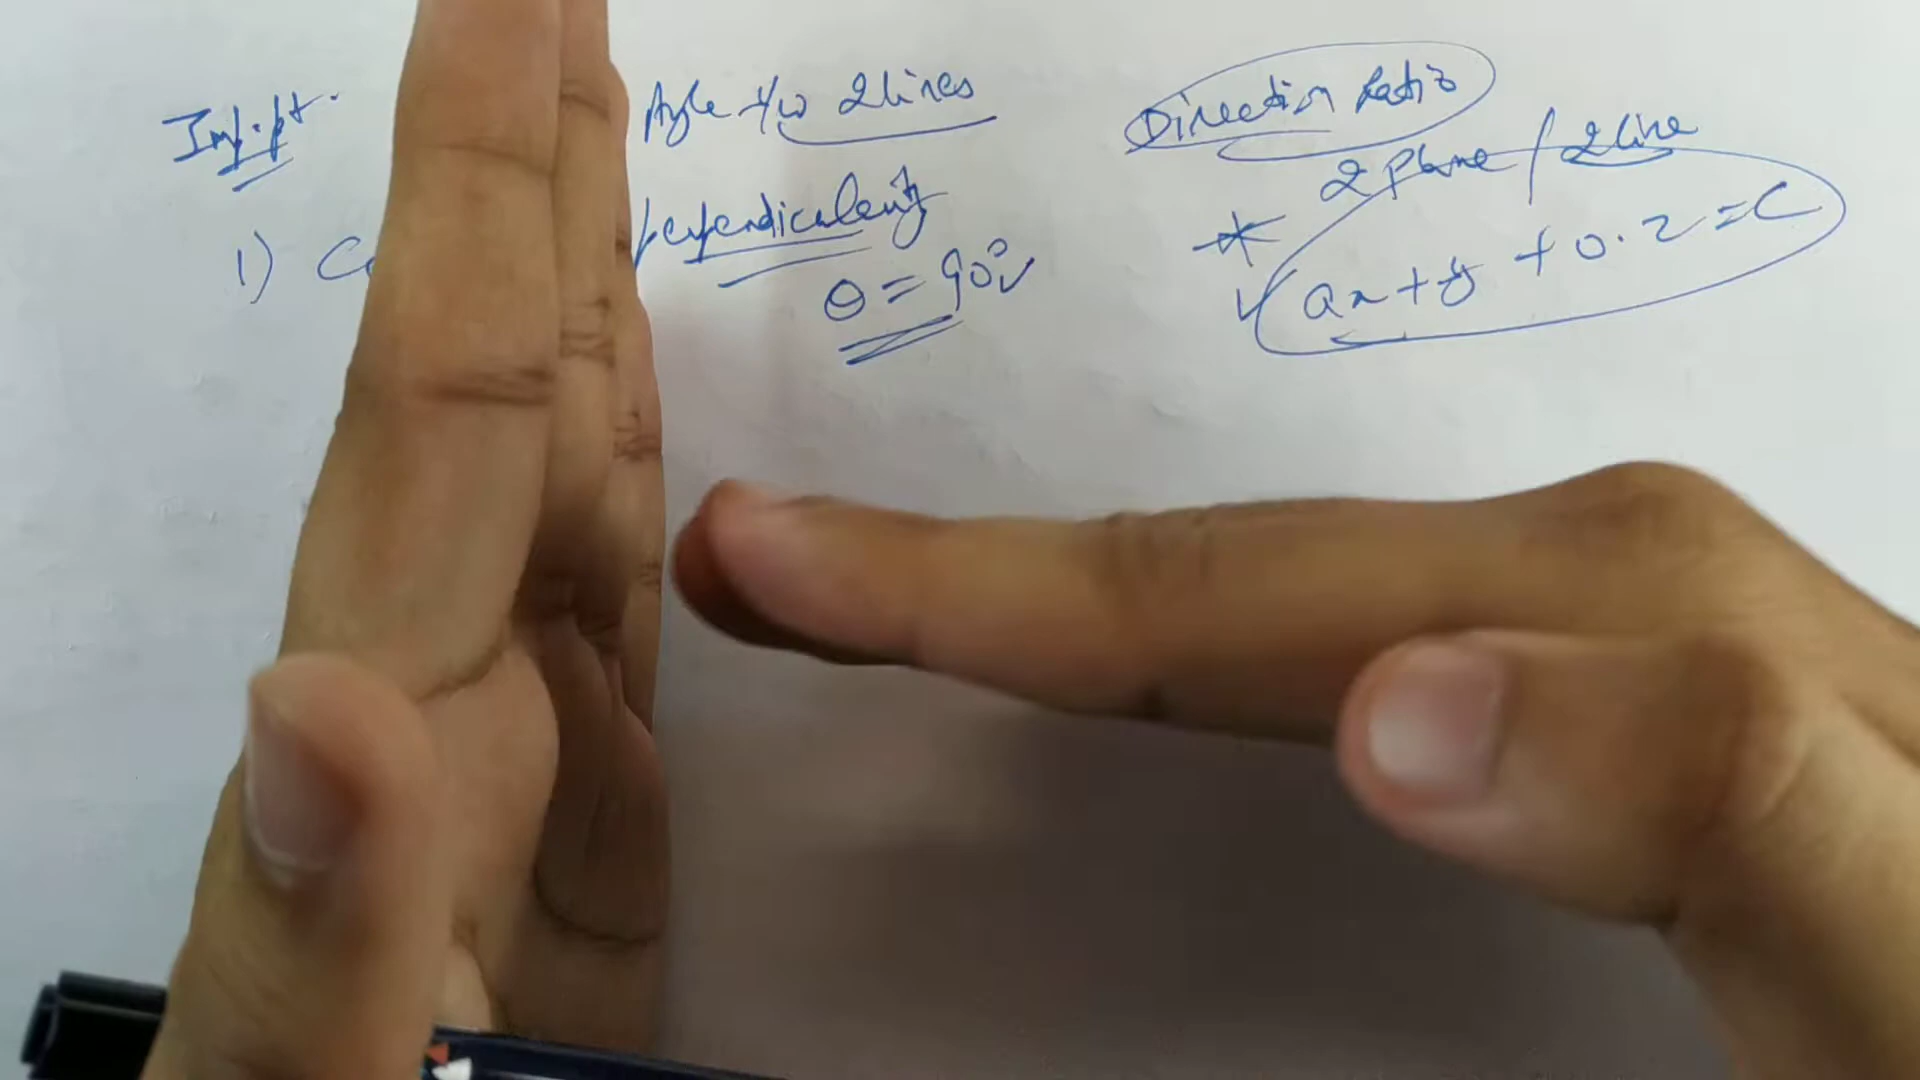 Imp. pt.
Angle b/w 2 lines
Direction Ratio
2 Plane / 2 line
1) C
perpendicularity
θ = 90°
ax + y + 0.z = C